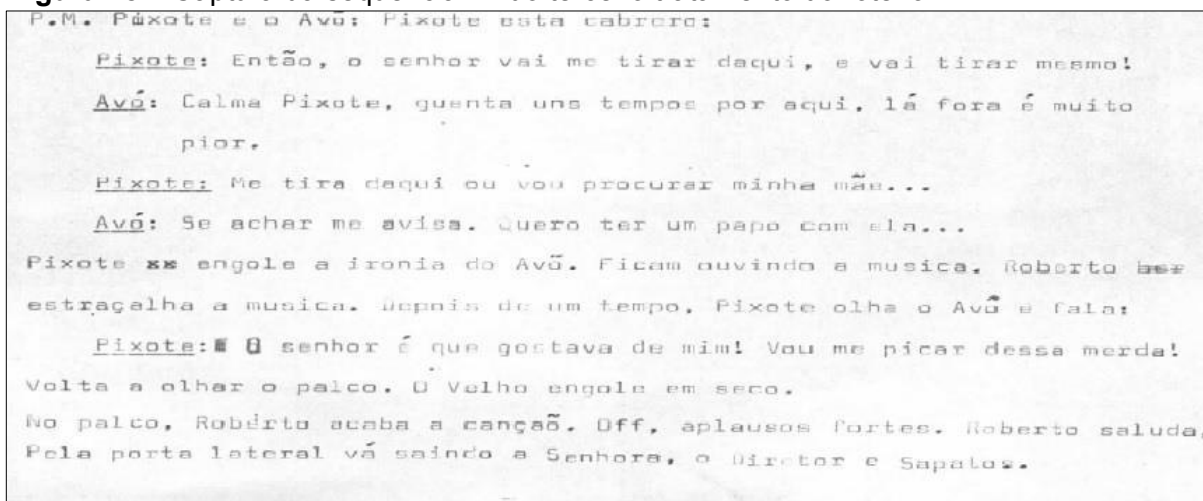 P.M. Pixote e o Avô: Pixote esta cabrero:
Pixote: Então, o senhor vai me tirar daqui, e vai tirar mesmo!
Avô: Calma Pixote, guenta uns tempos por aqui, lá fora é muito
pior.
Pixote: Me tira daqui ou vou procurar minha mãe...
Avô: Se achar me avisa. Quero ter um papo com ela...
Pixote engole a ironia do Avô. Ficam ouvindo a musica. Roberto
estraçalha a musica. Depois de um tempo, Pixote olha o Avô e fala:
Pixote: O senhor é que gostava de mim! Vou me picar dessa merda!
Volta a olhar o palco. O Velho engole em seco.
No palco, Roberto acaba a cançaõ. Off, aplausos fortes. Roberto saluda,
Pela porta lateral vá saindo a Senhora, o Diretor e Sapatos.